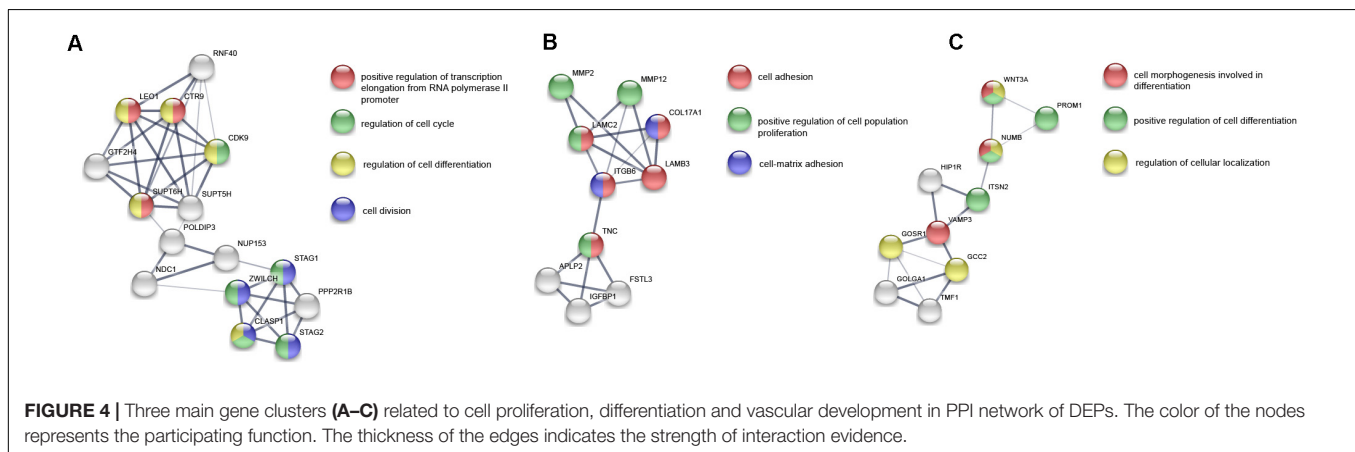 A
RNF40
LEO1
CTR9
CDK9
GTF2H4
SUPT6H
SUPT5H
POLDIP3
NUP153
NDC1
STAG1
ZWILCH
PPP2R1B
CLASP1
STAG2
positive regulation of transcription
elongation from RNA polymerase II
promoter
regulation of cell cycle
regulation of cell differentiation
cell division
B
MMP2
MMP12
COL17A1
LAMC2
LAMB3
ITGB6
TNC
APLP2
FSTL3
IGFBP1
cell adhesion
positive regulation of cell population
proliferation
cell-matrix adhesion
C
WNT3A
PROM1
NUMB
HIP1R
ITSN2
VAMP3
GOSR1
GCC2
GOLGA1
TMF1
cell morphogenesis involved in
differentiation
positive regulation of cell differentiation
regulation of cellular localization
FIGURE 4 | Three main gene clusters (A–C) related to cell proliferation, differentiation and vascular development in PPI network of DEPs. The color of the nodes
represents the participating function. The thickness of the edges indicates the strength of interaction evidence.